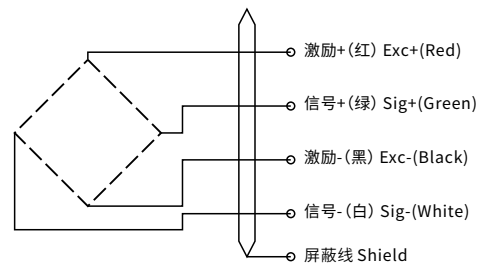 激励+(红) Exc+(Red)
信号+(绿) Sig+(Green)
激励-(黑) Exc-(Black)
信号-(白) Sig-(White)
屏蔽线 Shield